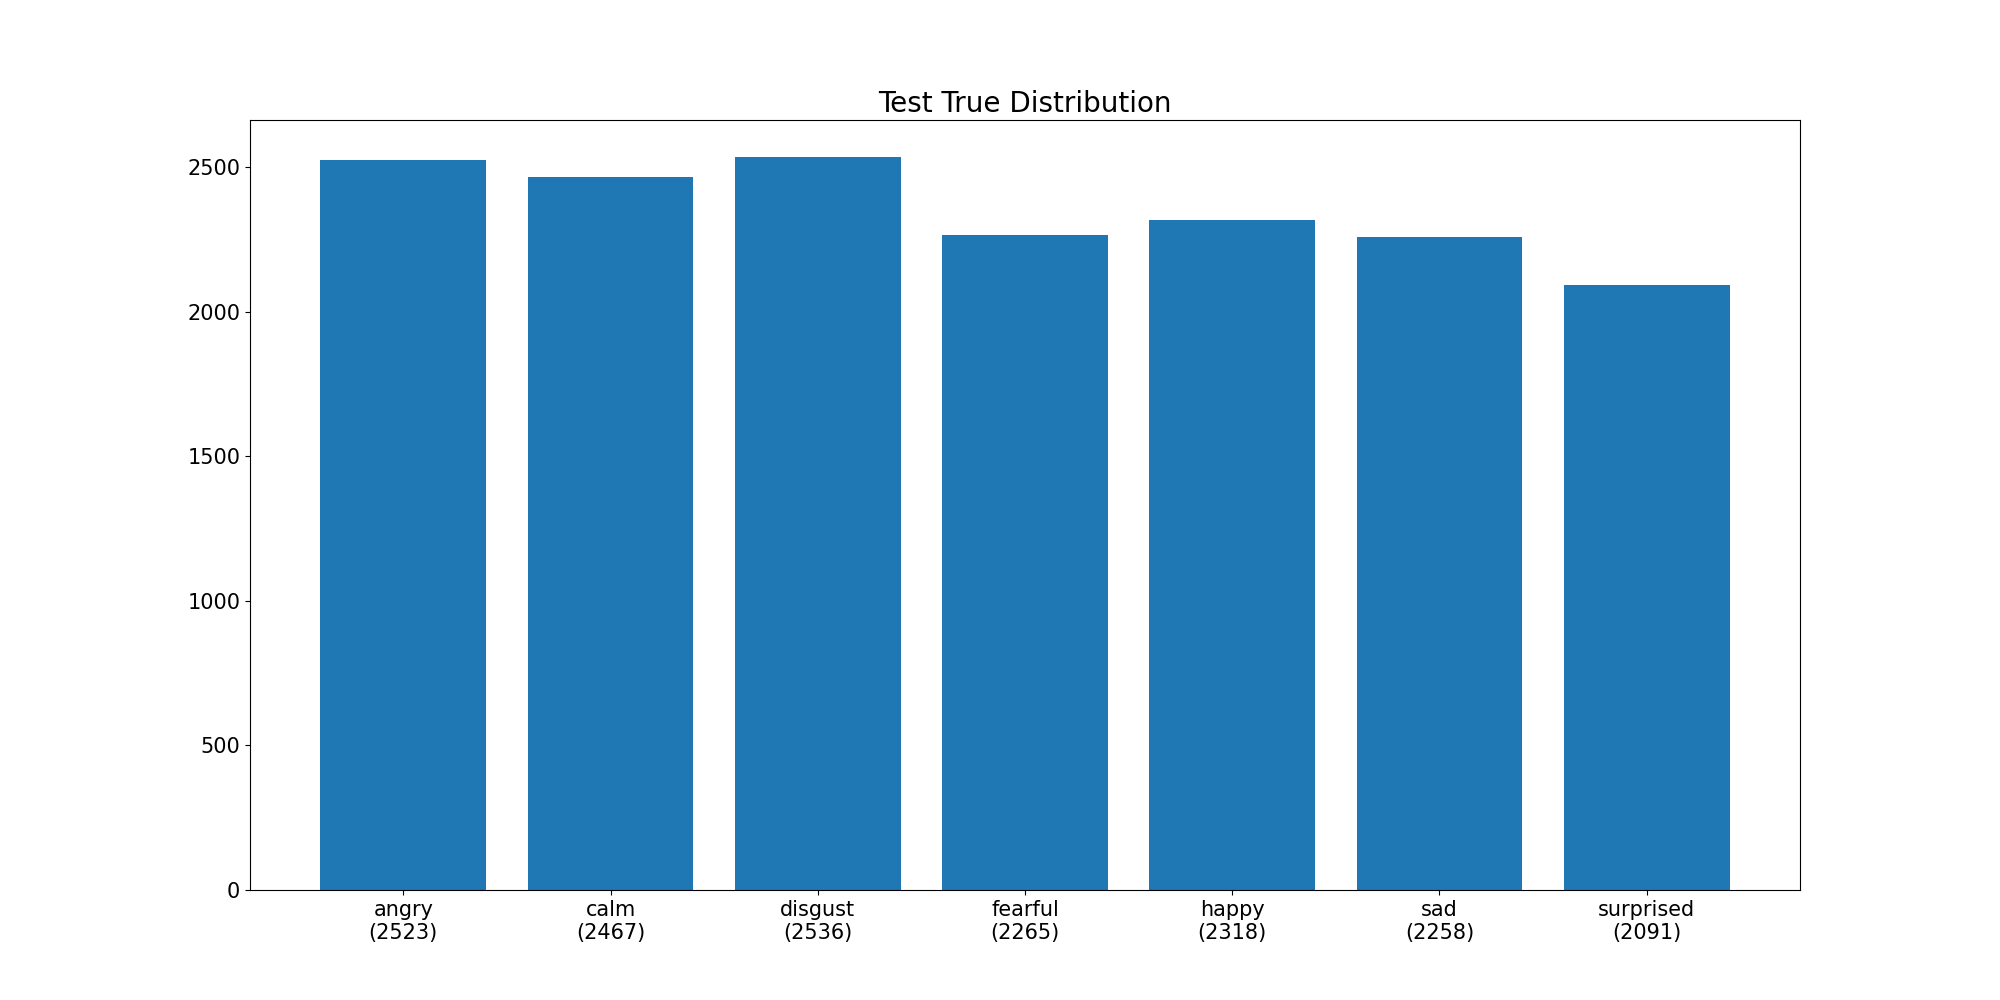 Test True Distribution
2500
2000
1500
1000
500
0
angry calm disgust fearful happy sad surprised
(2523) (2467) (2536) (2265) (2318) (2258) (2091)